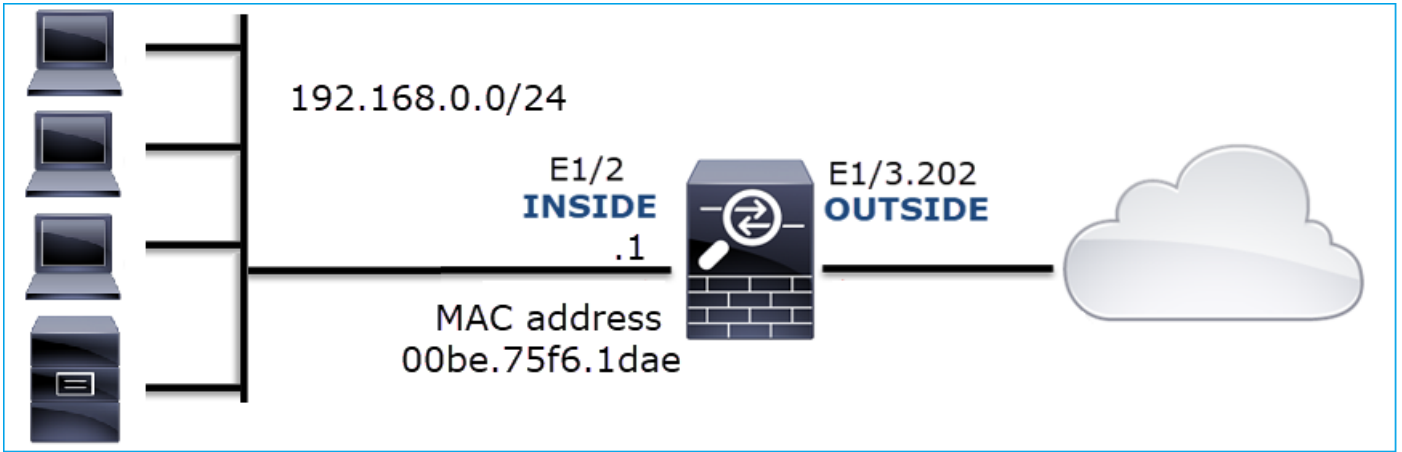 192.168.0.0/24
E1/2
INSIDE
.1
MAC address
00be.75f6.1dae
E1/3.202
OUTSIDE